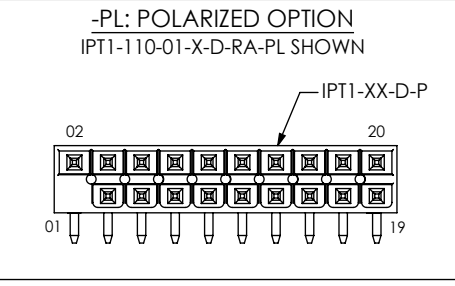 -PL: POLARIZED OPTION
IPT1-110-01-X-D-RA-PL SHOWN
IPT1-XX-D-P
02 20
01 19